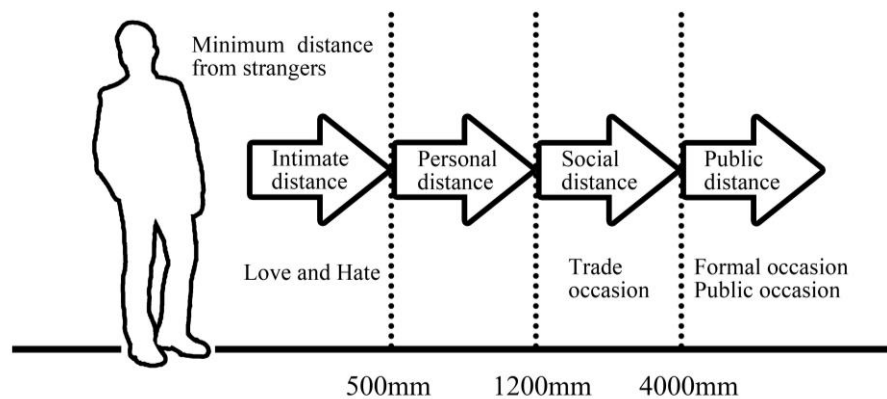 Minimum distance
from strangers
Intimate
distance
Personal
distance
Social
distance
Public
distance
Love and Hate
Trade
occasion
Formal occasion
Public occasion
500mm
1200mm
4000mm